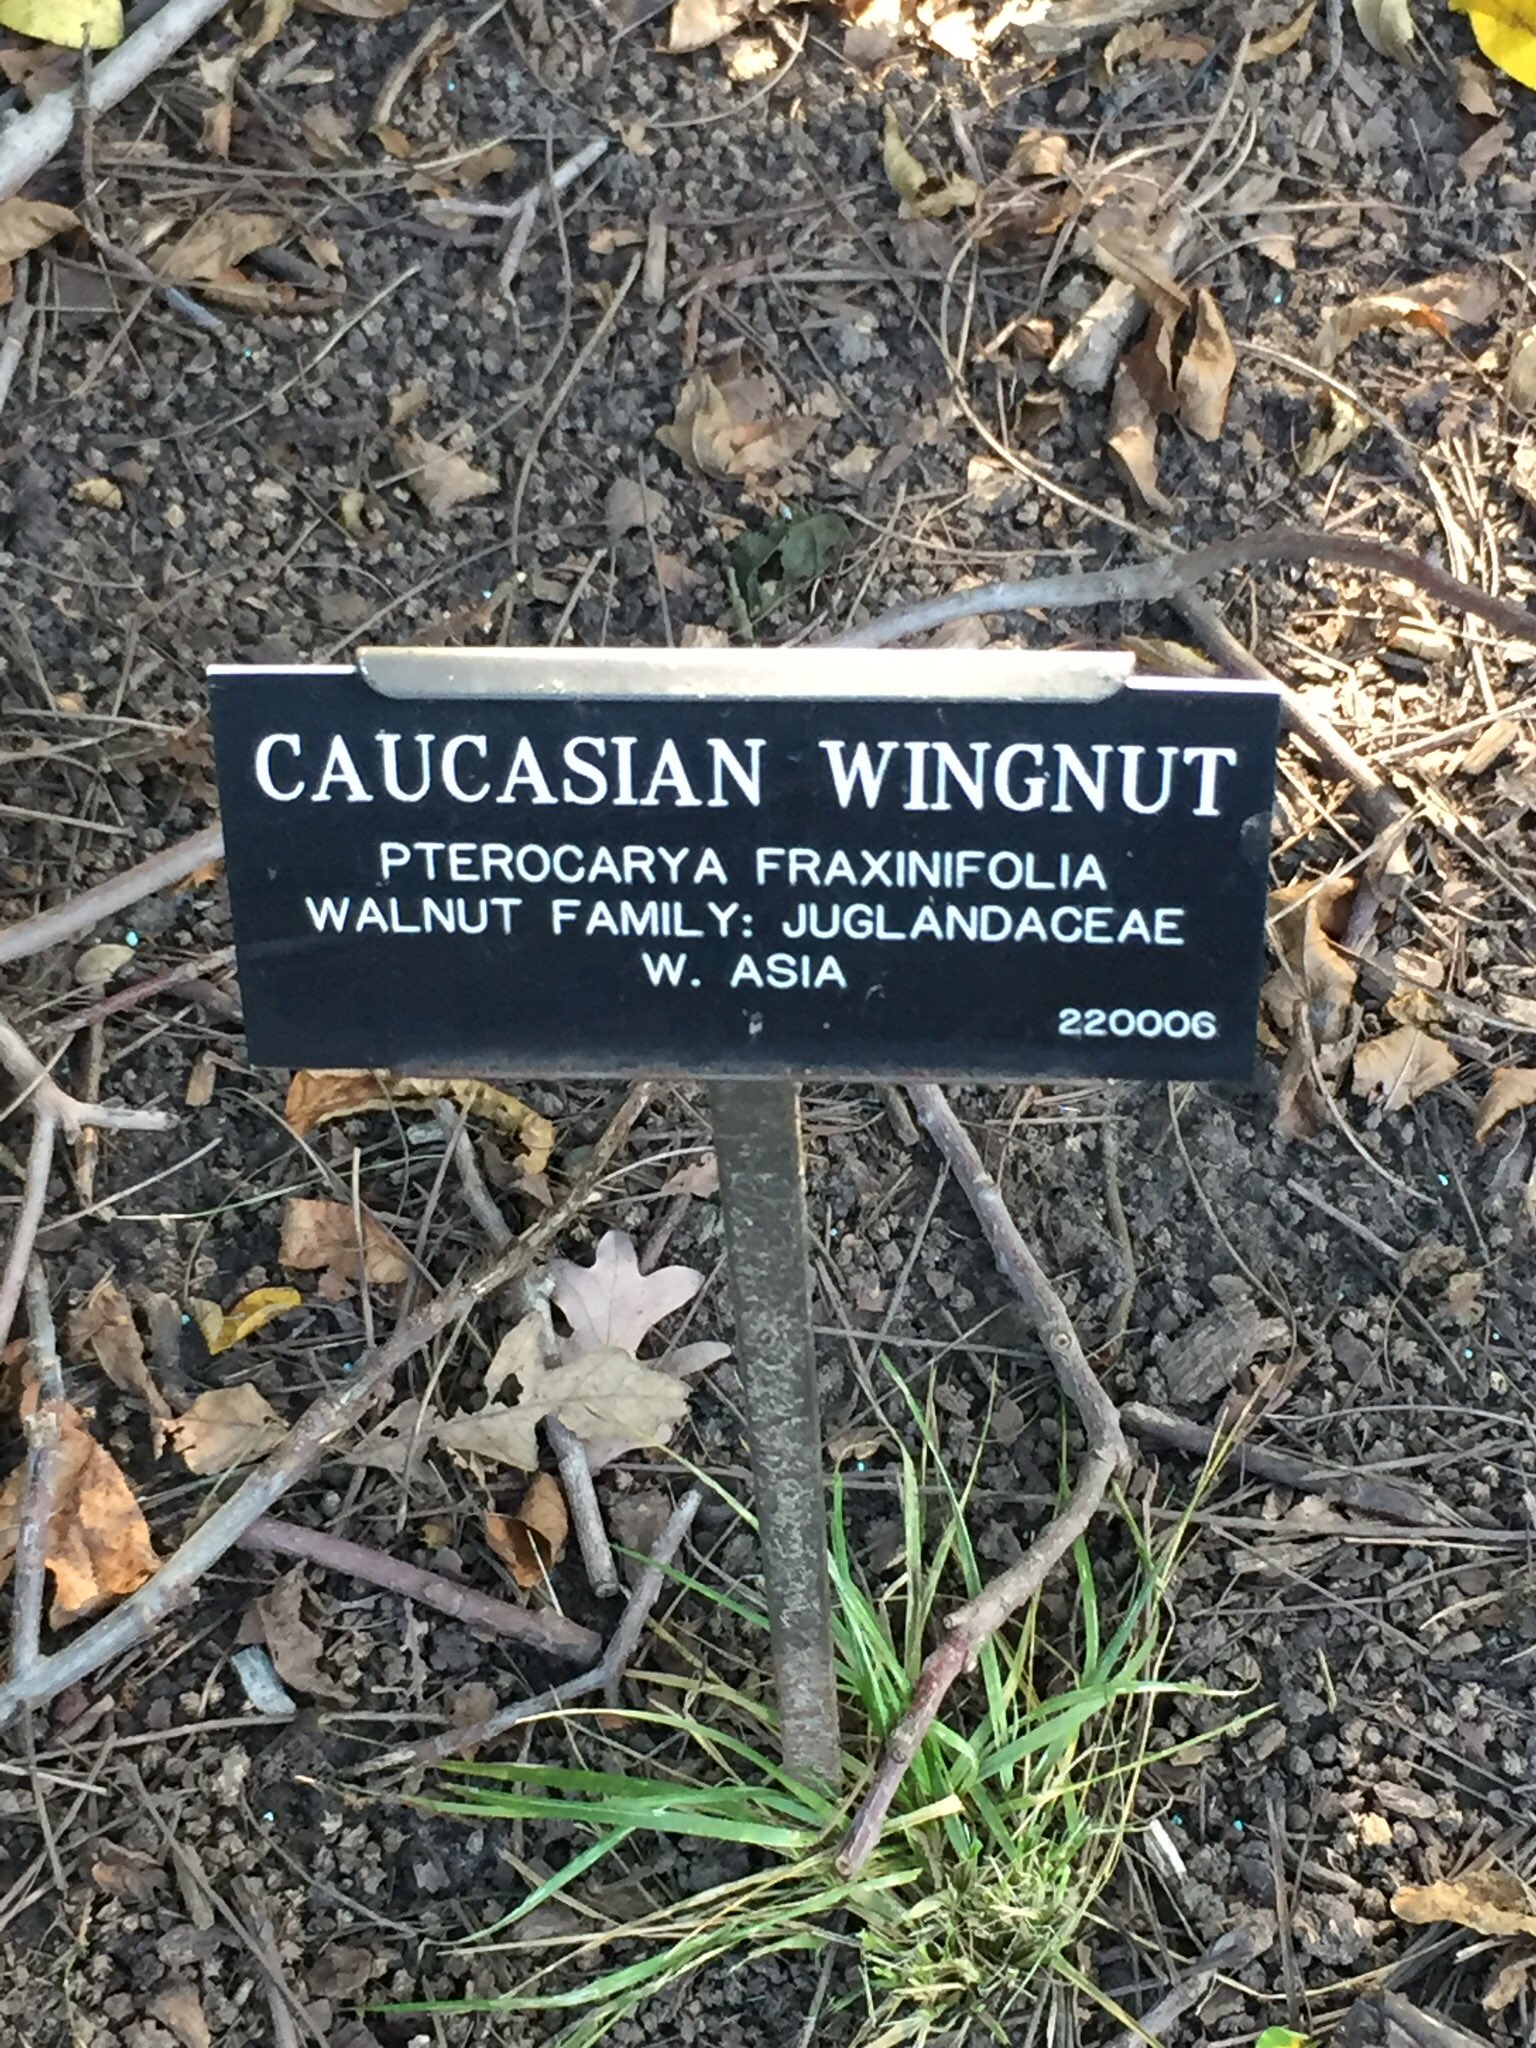 CAUCASIAN WINGNUT
PTEROCARYA FRAXINIFOLIA
WALNUT FAMILY: JUGLANDACEAE
W. ASIA
220006